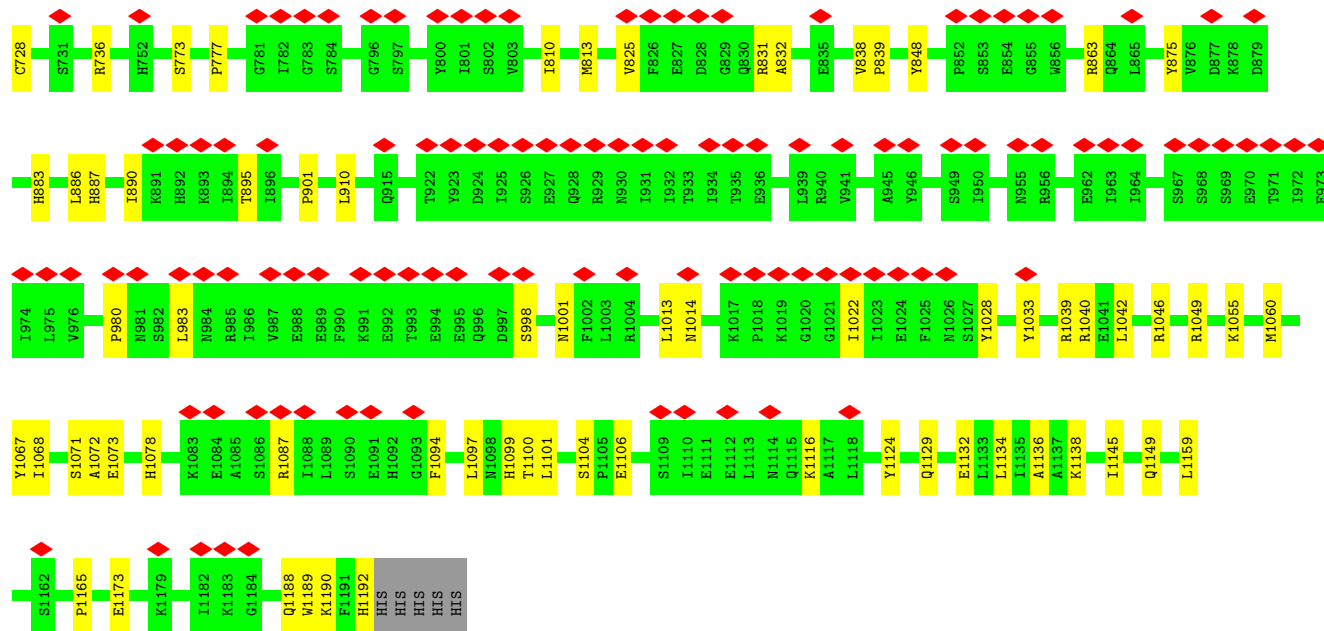 C728 S731 R736 H752 S773 P777 G781 I782 G783 S784 G796 S797 Y800 I801 S802 V803 I810 M813 V825 F826 E827 D828 G829 Q830 R831 A832 E835 V838 P839 Y848 P852 S853 E854 G855 W856 R863 Q864 L865 Y875 V876 D877 K878 D879
H883 L886 H887 I890 K891 H892 K893 I894 T895 I896 P901 L910 Q915 T922 Y923 D924 I925 S926 E927 Q928 R929 N930 I931 I932 T933 I934 T935 E936 L939 R940 V941 A945 Y946 S949 I950 N955 R956 E962 I963 I964 S967 S968 S969 E970 T971 I972 E973
I974 L975 V976 P980 N981 S982 L983 N984 R985 I986 V987 E988 E989 F990 K991 E992 T993 E994 E995 Q996 D997 S998 N1001 F1002 L1003 R1004 L1013 N1014 K1017 P1018 K1019 G1020 G1021 I1022 I1023 E1024 F1025 N1026 S1027 Y1028 Y1033 R1039 R1040 E1041 L1042 R1046 R1049 K1055 M1060
Y1067 I1068 S1071 A1072 E1073 H1078 K1083 E1084 A1085 S1086 R1087 I1088 L1089 S1090 E1091 H1092 G1093 F1094 L1097 N1098 H1099 T1100 L1101 S1104 P1105 E1106 S1109 I1110 E1111 E1112 L1113 N1114 Q1115 K1116 A1117 L1118 Y1124 Q1129 E1132 L1133 L1134 I1135 A1136 A1137 K1138 I1145 Q1149 L1159
S1162 P1165 E1173 K1179 I1182 K1183 G1184 Q1188 W1189 K1190 F1191 H1192 HIS HIS HIS HIS HIS